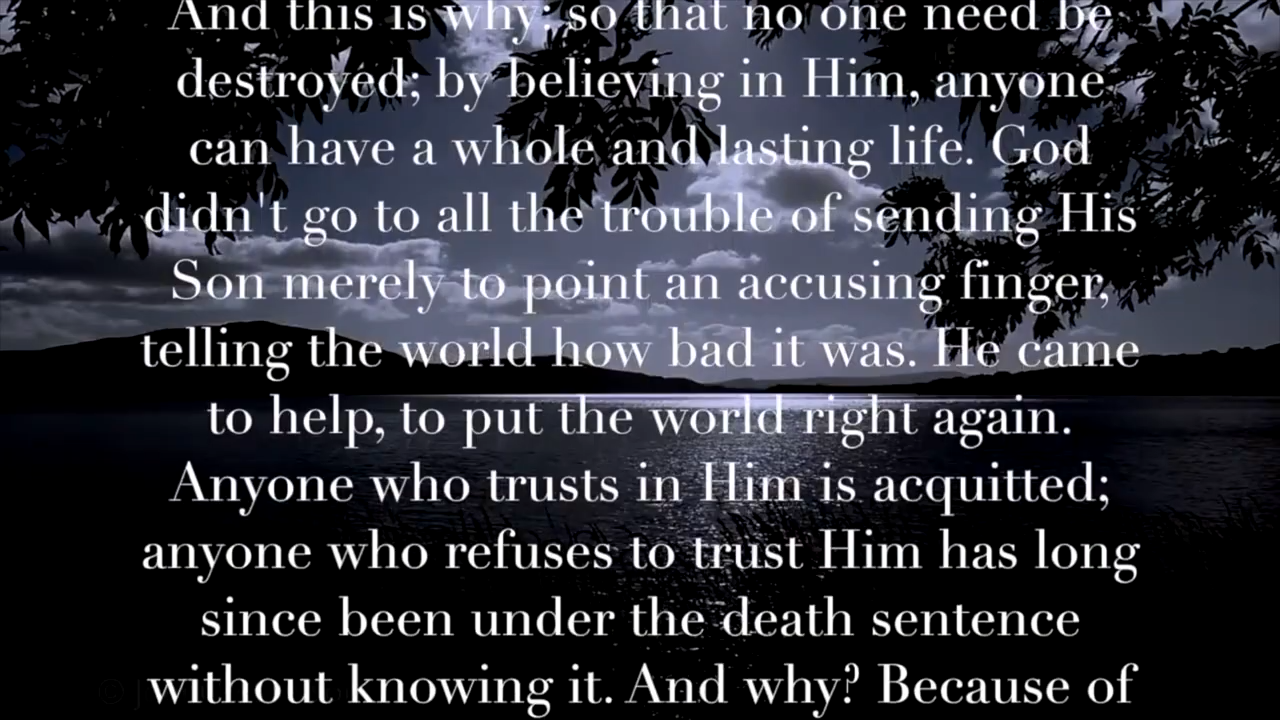 And this is why: so that no one need be
destroyed; by believing in Him, anyone
can have a whole and lasting life. God
didn't go to all the trouble of sending His
Son merely to point an accusing finger,
telling the world how bad it was. He came
to help, to put the world right again.
Anyone who trusts in Him is acquitted;
anyone who refuses to trust Him has long
since been under the death sentence
without knowing it. And why? Because of